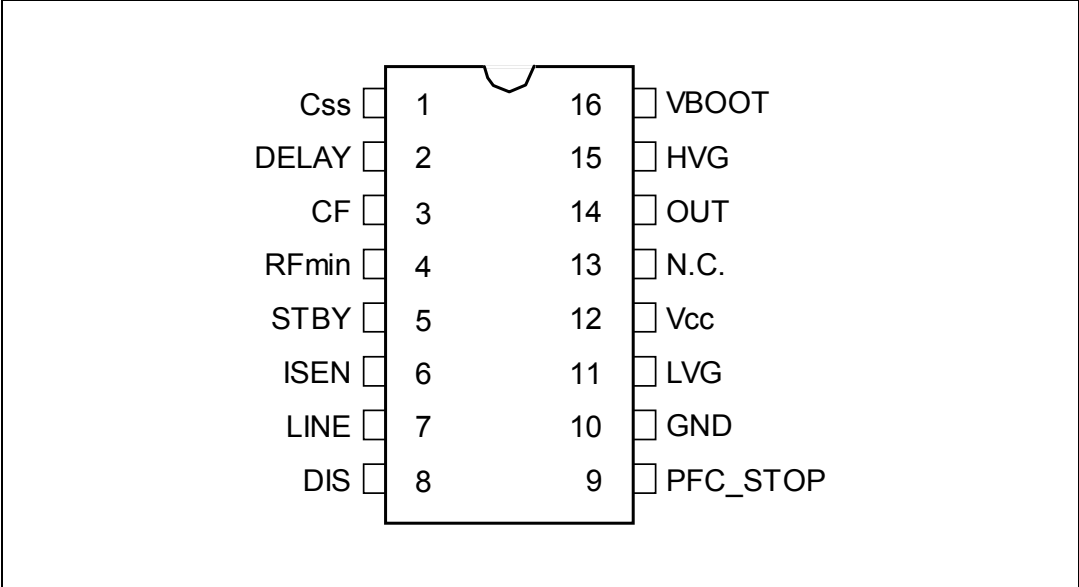 Css 1 16 VBOOT
DELAY 2 15 HVG
CF 3 14 OUT
RFmin 4 13 N.C.
STBY 5 12 Vcc
ISEN 6 11 LVG
LINE 7 10 GND
DIS 8 9 PFC_STOP